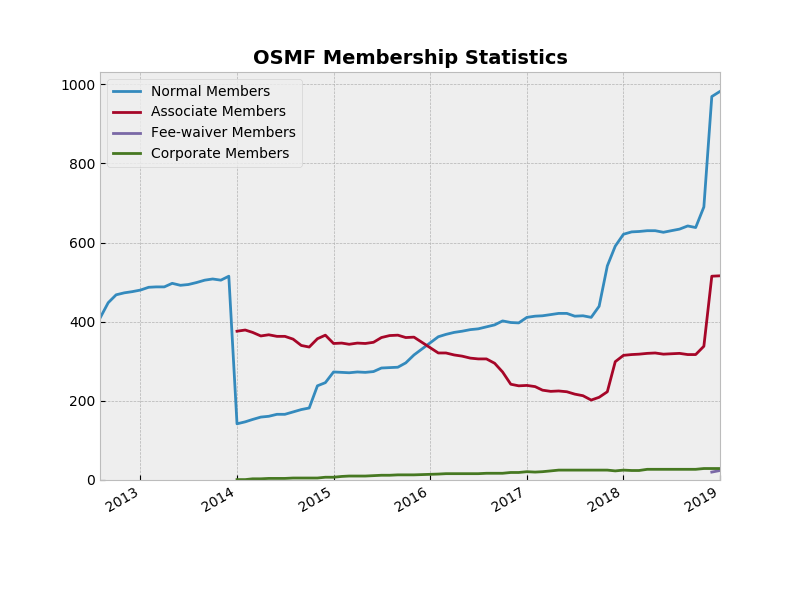 OSMF Membership Statistics
1000
800
600
400
200
0
Normal Members
Associate Members
Fee-waiver Members
Corporate Members
2013
2014
2015
2016
2017
2018
2019